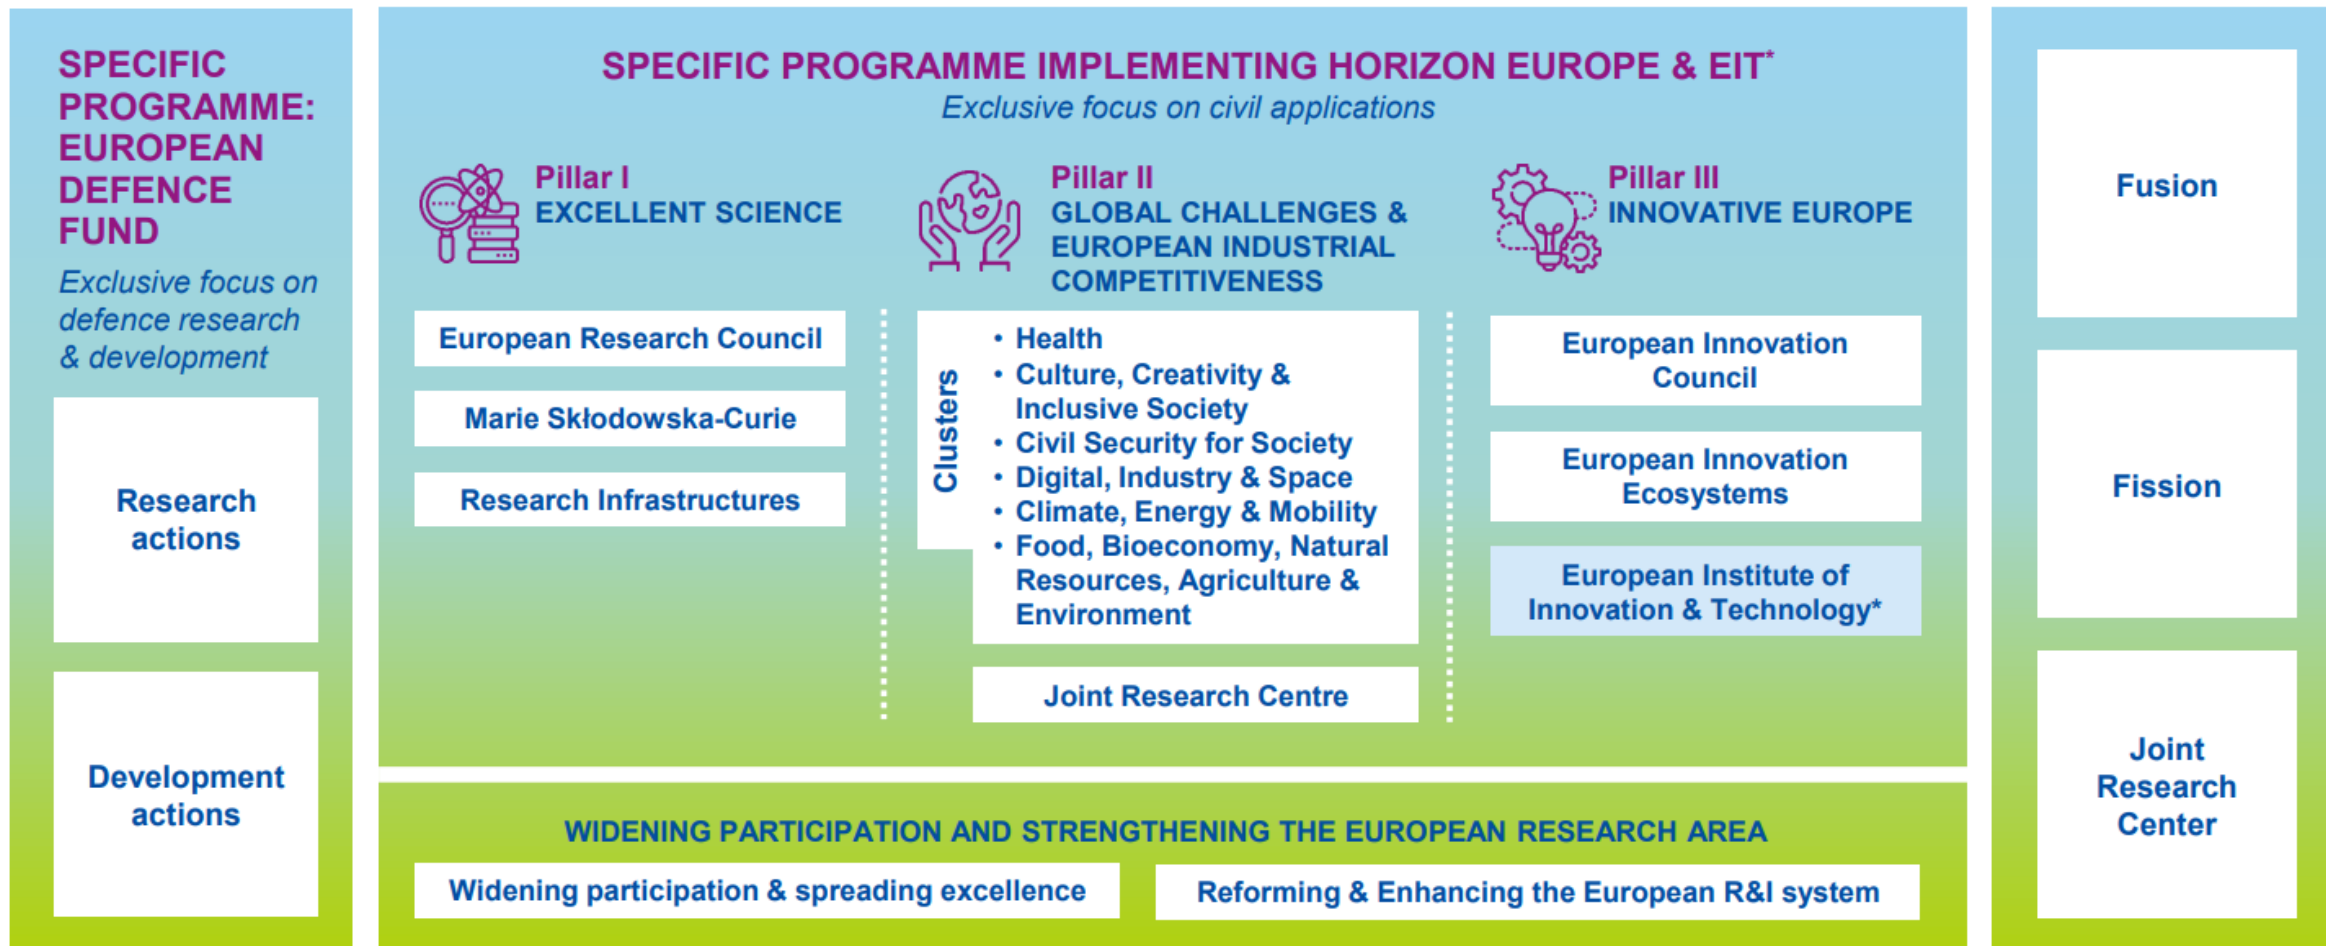 SPECIFIC
PROGRAMME:
EUROPEAN
DEFENCE
FUND
Exclusive focus on
defence research
& development
Research
actions
Development
actions
SPECIFIC PROGRAMME IMPLEMENTING HORIZON EUROPE & EIT*
Exclusive focus on civil applications
Pillar I
EXCELLENT SCIENCE
European Research Council
Marie Skłodowska-Curie
Research Infrastructures
Pillar II
GLOBAL CHALLENGES &
EUROPEAN INDUSTRIAL
COMPETITIVENESS
Clusters
• Health
• Culture, Creativity &
Inclusive Society
• Civil Security for Society
• Digital, Industry & Space
• Climate, Energy & Mobility
• Food, Bioeconomy, Natural
Resources, Agriculture &
Environment
Joint Research Centre
Pillar III
INNOVATIVE EUROPE
European Innovation
Council
European Innovation
Ecosystems
European Institute of
Innovation & Technology*
WIDENING PARTICIPATION AND STRENGTHENING THE EUROPEAN RESEARCH AREA
Widening participation & spreading excellence
Reforming & Enhancing the European R&I system
Fusion
Fission
Joint
Research
Center